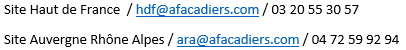 Site Haut de France / hdf@afacadiers.com / 03 20 55 30 57
Site Auvergne Rhône Alpes / ara@afacadiers.com / 04 72 59 92 94